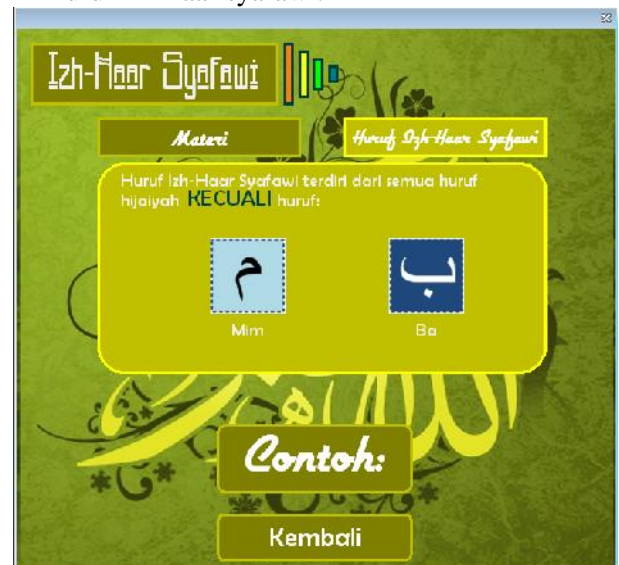 Izh-Haar Syafawi
Materi
Huruf Izh-Haar Syafawi
Huruf Izh-Haar Syafawi terdiri dari semua huruf
hijaiyah KECUALI huruf:
م
ب
Mim
Ba
Contoh:
Kembali